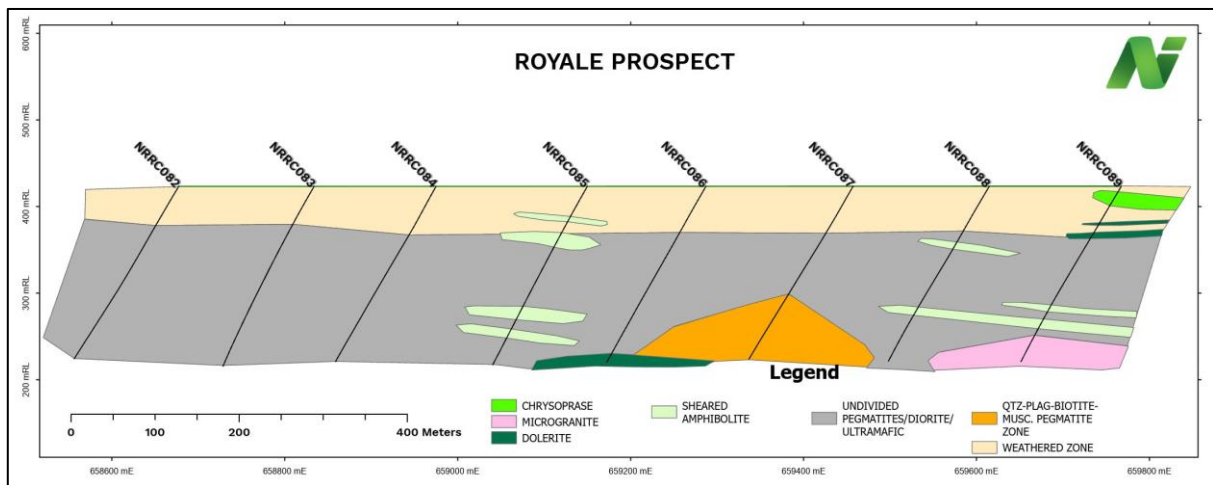 ROYALE PROSPECT
600 mRL
500 mRL
400 mRL
300 mRL
200 mRL
NRRC082
NRRC083
NRRC084
NRRC085
NRRC086
NRRC087
NRRC088
NRRC089
Legend
0 100 200 400 Meters
CHRYSOPRASE
MICROGRANITE
DOLERITE
SHEARED
AMPHIBOLITE
UNDIVIDED
PEGMATITES/DIORITE/
ULTRAMAFIC
QTZ-PLAG-BIOTITE-
MUSC. PEGMATITE
ZONE
WEATHERED ZONE
658600 mE
658800 mE
659000 mE
659200 mE
659400 mE
659600 mE
659800 mE